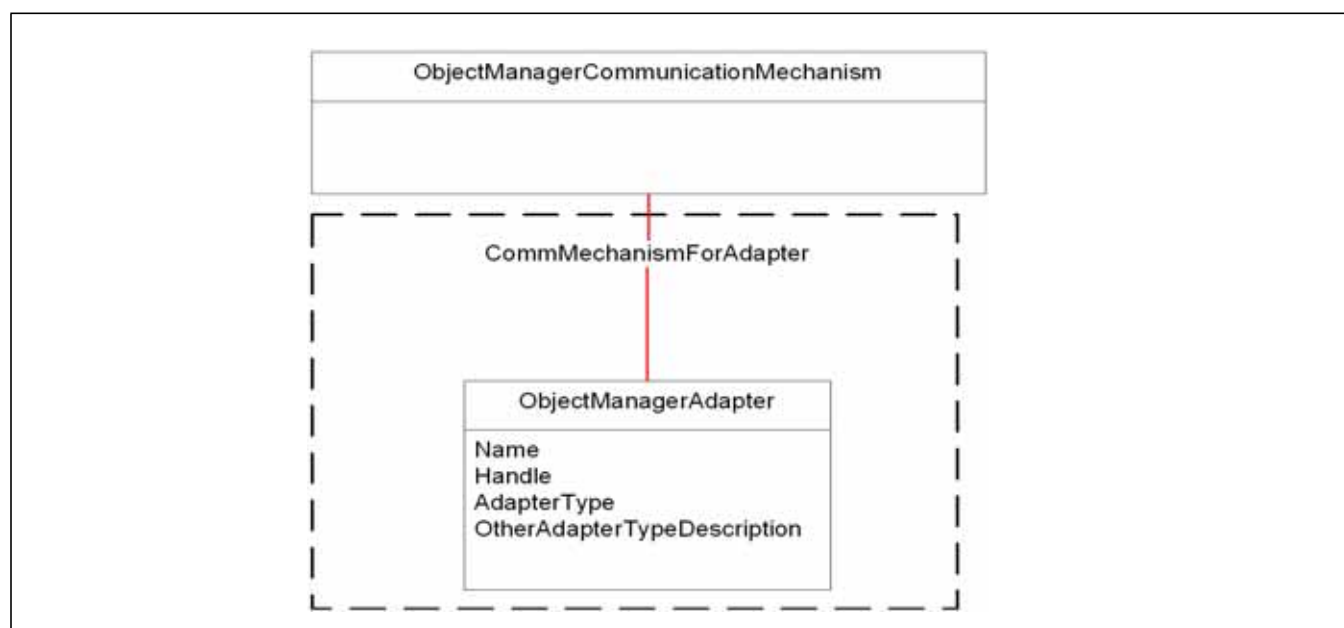 ObjectManagerCommunicationMechanism
CommMechanismForAdapter
ObjectManagerAdapter
Name
Handle
AdapterType
OtherAdapterTypeDescription